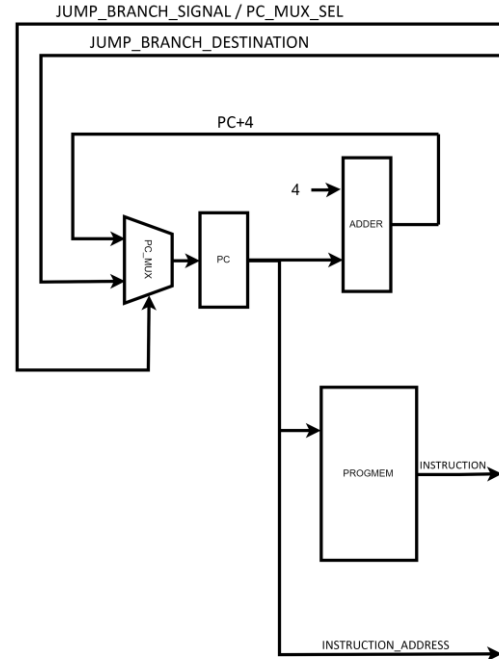 JUMP_BRANCH_SIGNAL / PC_MUX_SEL
JUMP_BRANCH_DESTINATION
PC+4
4
ADDER
PC_MUX
PC
PROGMEM
INSTRUCTION
INSTRUCTION_ADDRESS